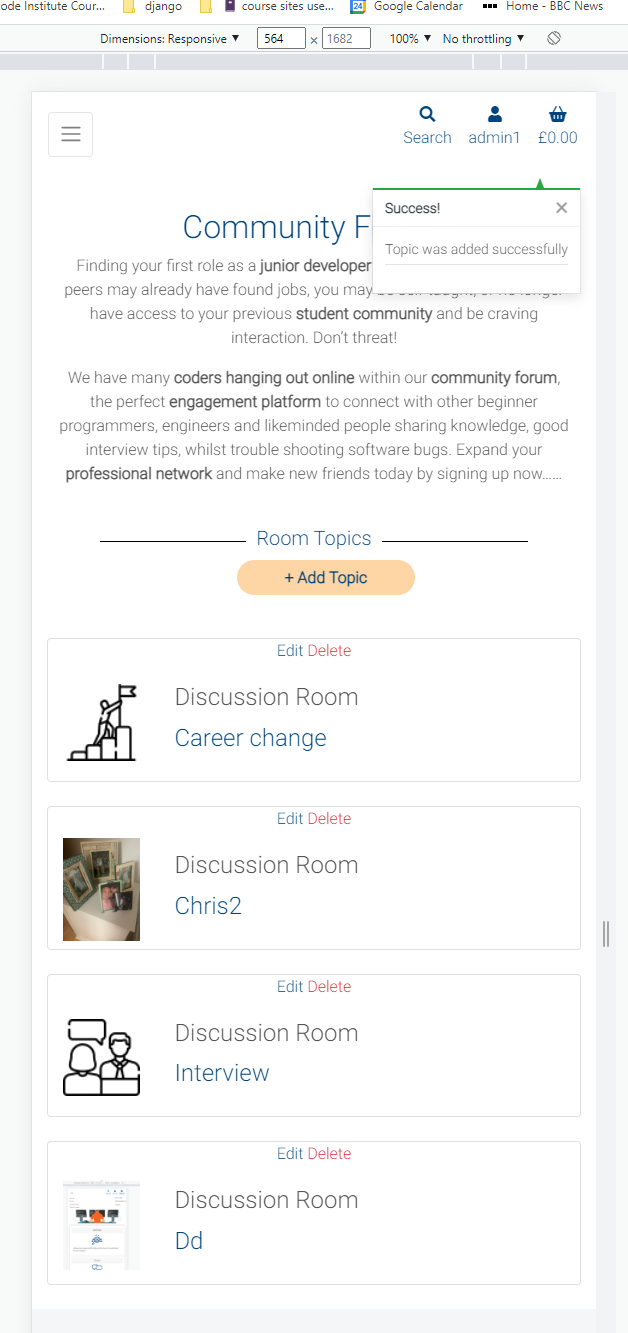 ode Institute Cour...
django
course sites use...
24
Google Calendar
Home - BBC News
Dimensions: Responsive ▼
564
×
1682
100% ▼
No throttling ▼
Search
admin1
£0.00
Success!
×
Topic was added successfully
Community F
Finding your first role as a junior developer
peers may already have found jobs, you may
have access to your previous student community and be craving
interaction. Don’t threat!
We have many coders hanging out online within our community forum,
the perfect engagement platform to connect with other beginner
programmers, engineers and likeminded people sharing knowledge, good
interview tips, whilst trouble shooting software bugs. Expand your
professional network and make new friends today by signing up now......
Room Topics
+ Add Topic
Edit Delete
Discussion Room
Career change
Edit Delete
Discussion Room
Chris2
Edit Delete
Discussion Room
Interview
Edit Delete
Discussion Room
Dd